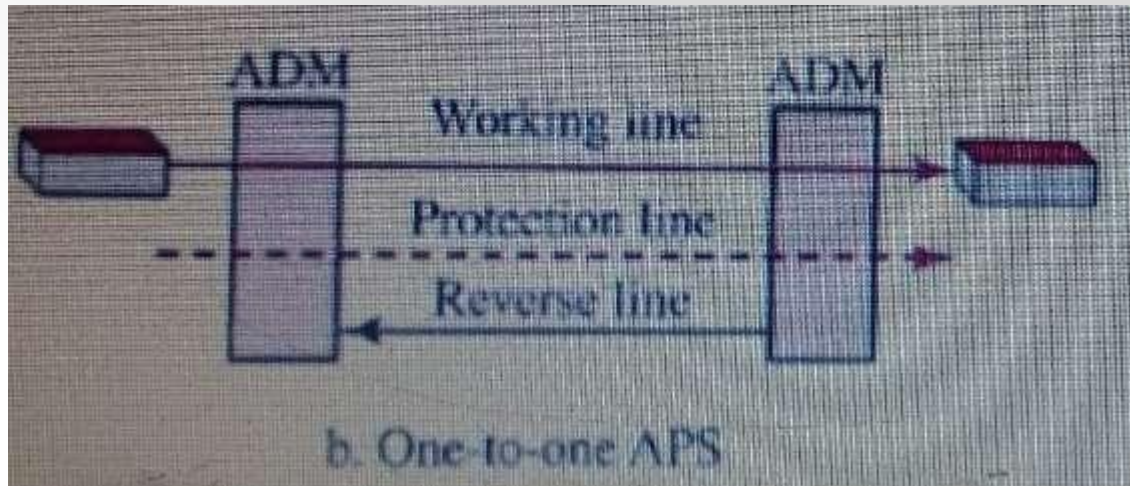 ADM
ADM
Working line
Protection line
Reverse line
b. One-to-one APS